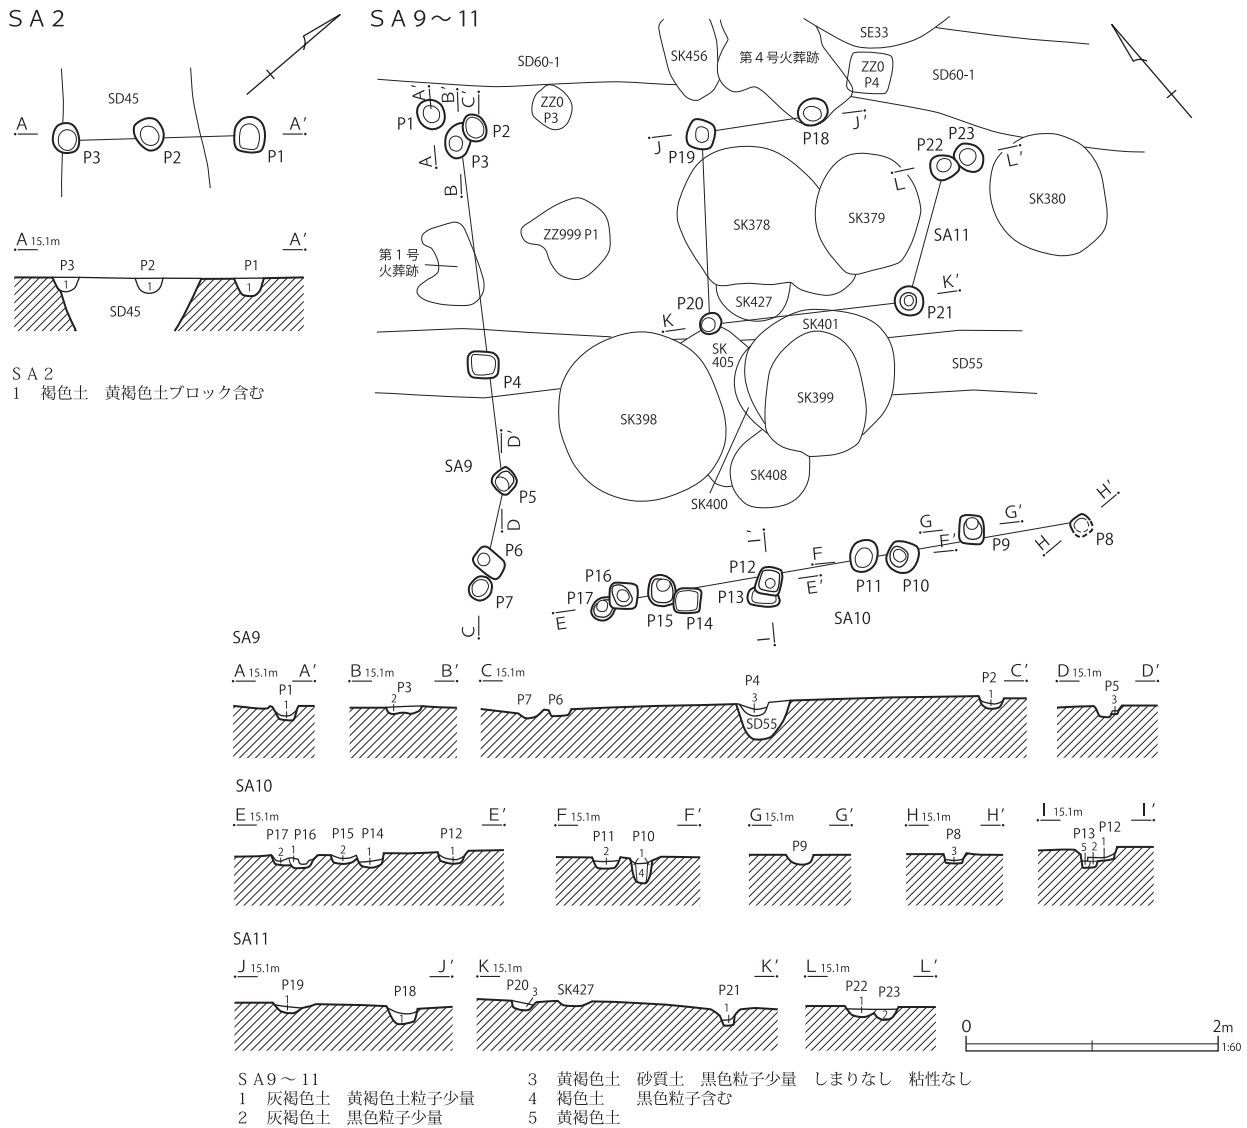 SA2
SD45
A
A′
P3
P2
P1
A 15.1m
A′
P3
P2
P1
1
1
1
SD45
SA2
1 褐色土 黄褐色土ブロック含む
SA9～11
SD60-1
SK456
第4号火葬跡
SE33
ZZ0
P4
SD60-1
ZZ0
P3
A′
B′
C′
P1
P2
P3
A
B
J
P19
P18
J′
P22
P23
L
L′
SK380
SK378
SK379
SA11
ZZ999 P1
第1号
火葬跡
K′
SK427
P20
P21
K
SK401
SK
405
SD55
P4
SK398
SK399
D′
SA9
P5
SK408
SK400
D
P6
P7
C
H′
G
G′
F′
P9
H
P8
I′
F
P12
E′
P11
P10
P16
P17
E
P15
P14
P13
SA10
I
SA9
A 15.1m
A′
P1
1
B 15.1m
B′
P3
2
C 15.1m
C′
P7
P6
P4
3
SD55
P2
1
D 15.1m
D′
P5
3
SA10
E 15.1m
E′
P17
P16
P15
P14
P12
2
1
2
1
1
F 15.1m
F′
P11
P10
2
1
4
G 15.1m
G′
P9
H 15.1m
H′
P8
3
I 15.1m
I′
P13
P12
5
2
1
SA11
J 15.1m
J′
P19
1
P18
1
K 15.1m
K′
P20
3
SK427
P21
1
L 15.1m
L′
P22
P23
1
2
0
2m
1:60
SA9～11
1 灰褐色土 黄褐色土粒子少量
2 灰褐色土 黒色粒子少量
3 黄褐色土 砂質土 黒色粒子少量 しまりなし 粘性なし
4 褐色土 黒色粒子含む
5 黄褐色土